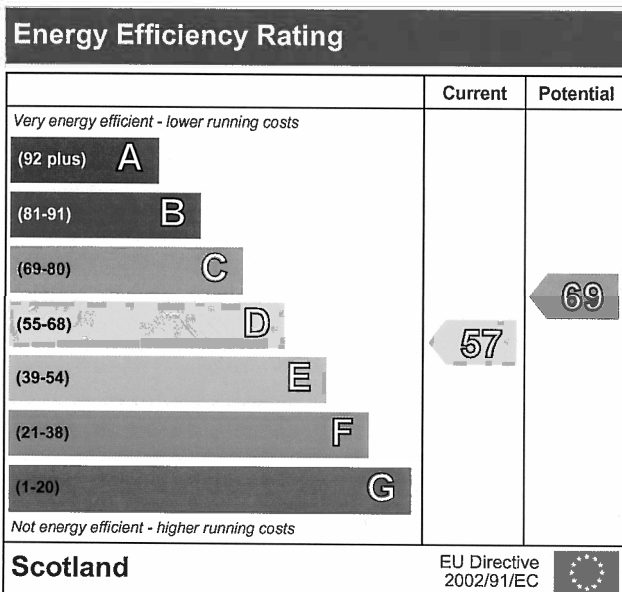 Energy Efficiency Rating
Current Potential
Very energy efficient - lower running costs
(92 plus) A
(81-91) B
(69-80) C
69
(55-68) D
57
(39-54) E
(21-38) F
(1-20) G
Not energy efficient - higher running costs
Scotland
EU Directive
2002/91/EC